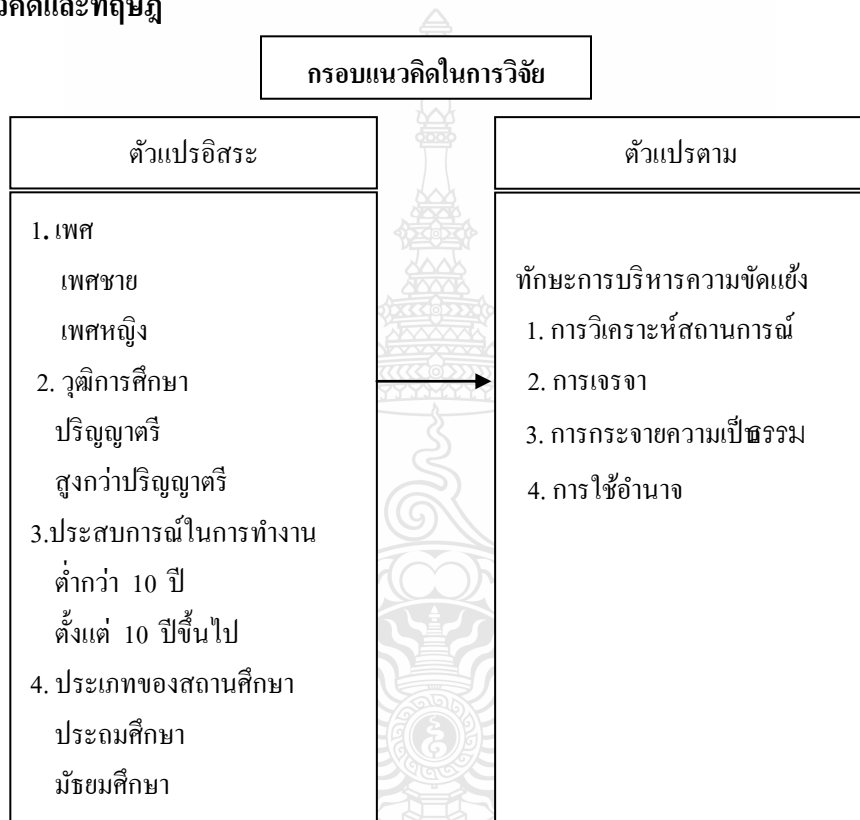 กรอบแนวคิดในการวิจัย
ตัวแปรอิสระ
1. เพศ
เพศชาย
เพศหญิง
2. วุฒิการศึกษา
ปริญญาตรี
สูงกว่าปริญญาตรี
3.ประสบการณ์ในการทำงาน
ต่ำกว่า 10 ปี
ตั้งแต่ 10 ปีขึ้นไป
4. ประเภทของสถานศึกษา
ประถมศึกษา
มัธยมศึกษา
ตัวแปรตาม
ทักษะการบริหารความขัดแย้ง
1. การวิเคราะห์สถานการณ์
2. การเจรจา
3. การกระจายความเป็นธรรม
4. การใช้อำนาจ